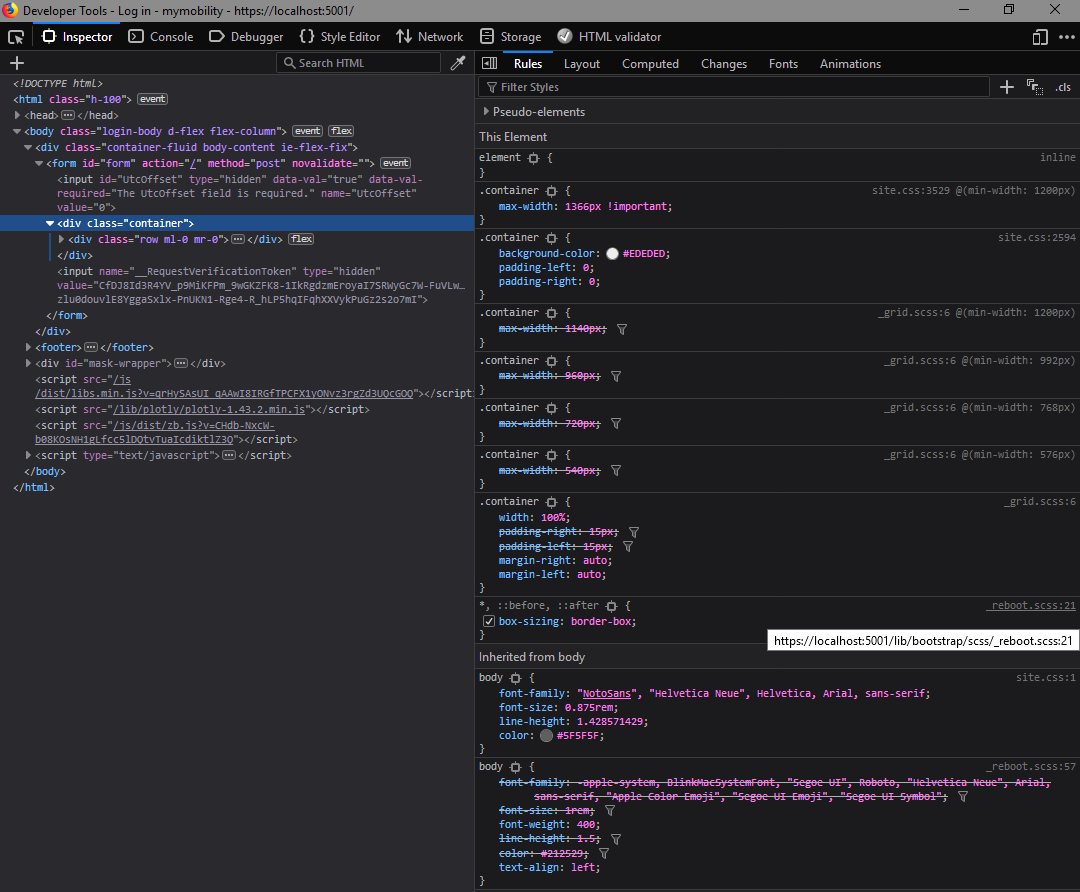 Developer Tools - Log in - mymobility - https://localhost:5001/
Inspector Console Debugger Style Editor Network Storage HTML validator
Search HTML
<!DOCTYPE html>
<html class="h-100"> event
<head> </head>
<body class="login-body d-flex flex-column"> event flex
<div class="container-fluid body-content ie-flex-fix">
<form id="form" action="/" method="post" novalidate=""> event
<input id="UtcOffset" type="hidden" data-val="true" data-val-
required="The UtcOffset field is required." name="UtcOffset"
value="0">
<div class="container">
<div class="row ml-0 mr-0"> </div> flex
</div>
<input name="__RequestVerificationToken" type="hidden"
</form>
</div>
<footer> </footer>
<div id="mask-wrapper"> </div>
<script src="/js
<script src="/lib/plotly/plotly-1.43.2.min.js"></script>
<script src="/js/dist/zb.js?v=CHdb-NxcW-
<script type="text/javascript"> </script>
</body>
</html>
Rules Layout Computed Changes Fonts Animations
Filter Styles
.cls
Pseudo-elements
This Element
element { inline
}
.container { site.css:3529 @(min-width: 1200px)
max-width: 1366px !important;
}
.container { site.css:2594
background-color: #EDEDED;
padding-left: 0;
padding-right: 0;
}
.container { _grid.scss:6 @(min-width: 1200px)
max-width: 1140px;
}
.container { _grid.scss:6 @(min-width: 992px)
max-width: 960px;
}
.container { _grid.scss:6 @(min-width: 768px)
max-width: 720px;
}
.container { _grid.scss:6 @(min-width: 576px)
max-width: 540px;
}
.container { _grid.scss:6
width: 100%;
padding-right: 15px;
padding-left: 15px;
margin-right: auto;
margin-left: auto;
}
*, ::before, ::after { _reboot.scss:21
box-sizing: border-box;
}
https://localhost:5001/lib/bootstrap/scss/_reboot.scss:21
Inherited from body
body { site.css:1
font-family: "NotoSans", "Helvetica Neue", Helvetica, Arial, sans-serif;
font-size: 0.875rem;
line-height: 1.428571429;
color: #5F5F5F;
}
body { _reboot.scss:57
font-family: -apple-system, BlinkMacSystemFont, "Segoe UI", Roboto, "Helvetica Neue", Arial,
sans-serif, "Apple Color Emoji", "Segoe UI Emoji", "Segoe UI Symbol";
font-size: 1rem;
font-weight: 400;
line-height: 1.5;
color: #212529;
text-align: left;
}